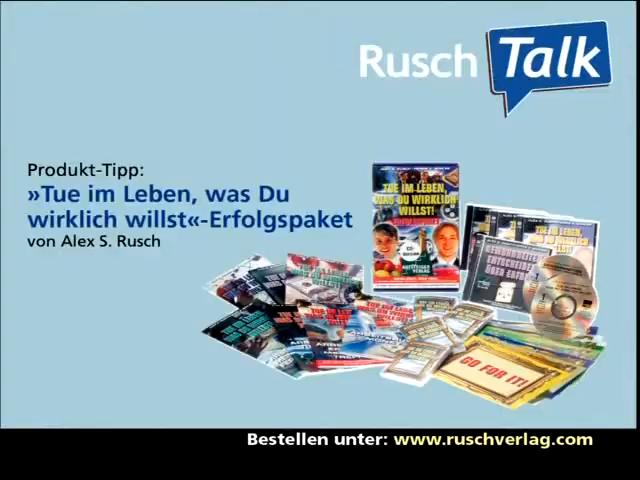 Rusch Talk
Produkt-Tipp:
»Tue im Leben, was Du
wirklich willst«-Erfolgspaket
von Alex S. Rusch
TUE IM LEBEN,
WAS DU WIRKLICH
WILLST!
GO FOR IT!
Bestellen unter: www.ruschverlag.com